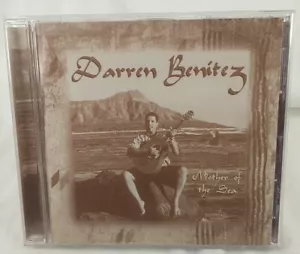 Darren Benitez
Mother of
the Sea